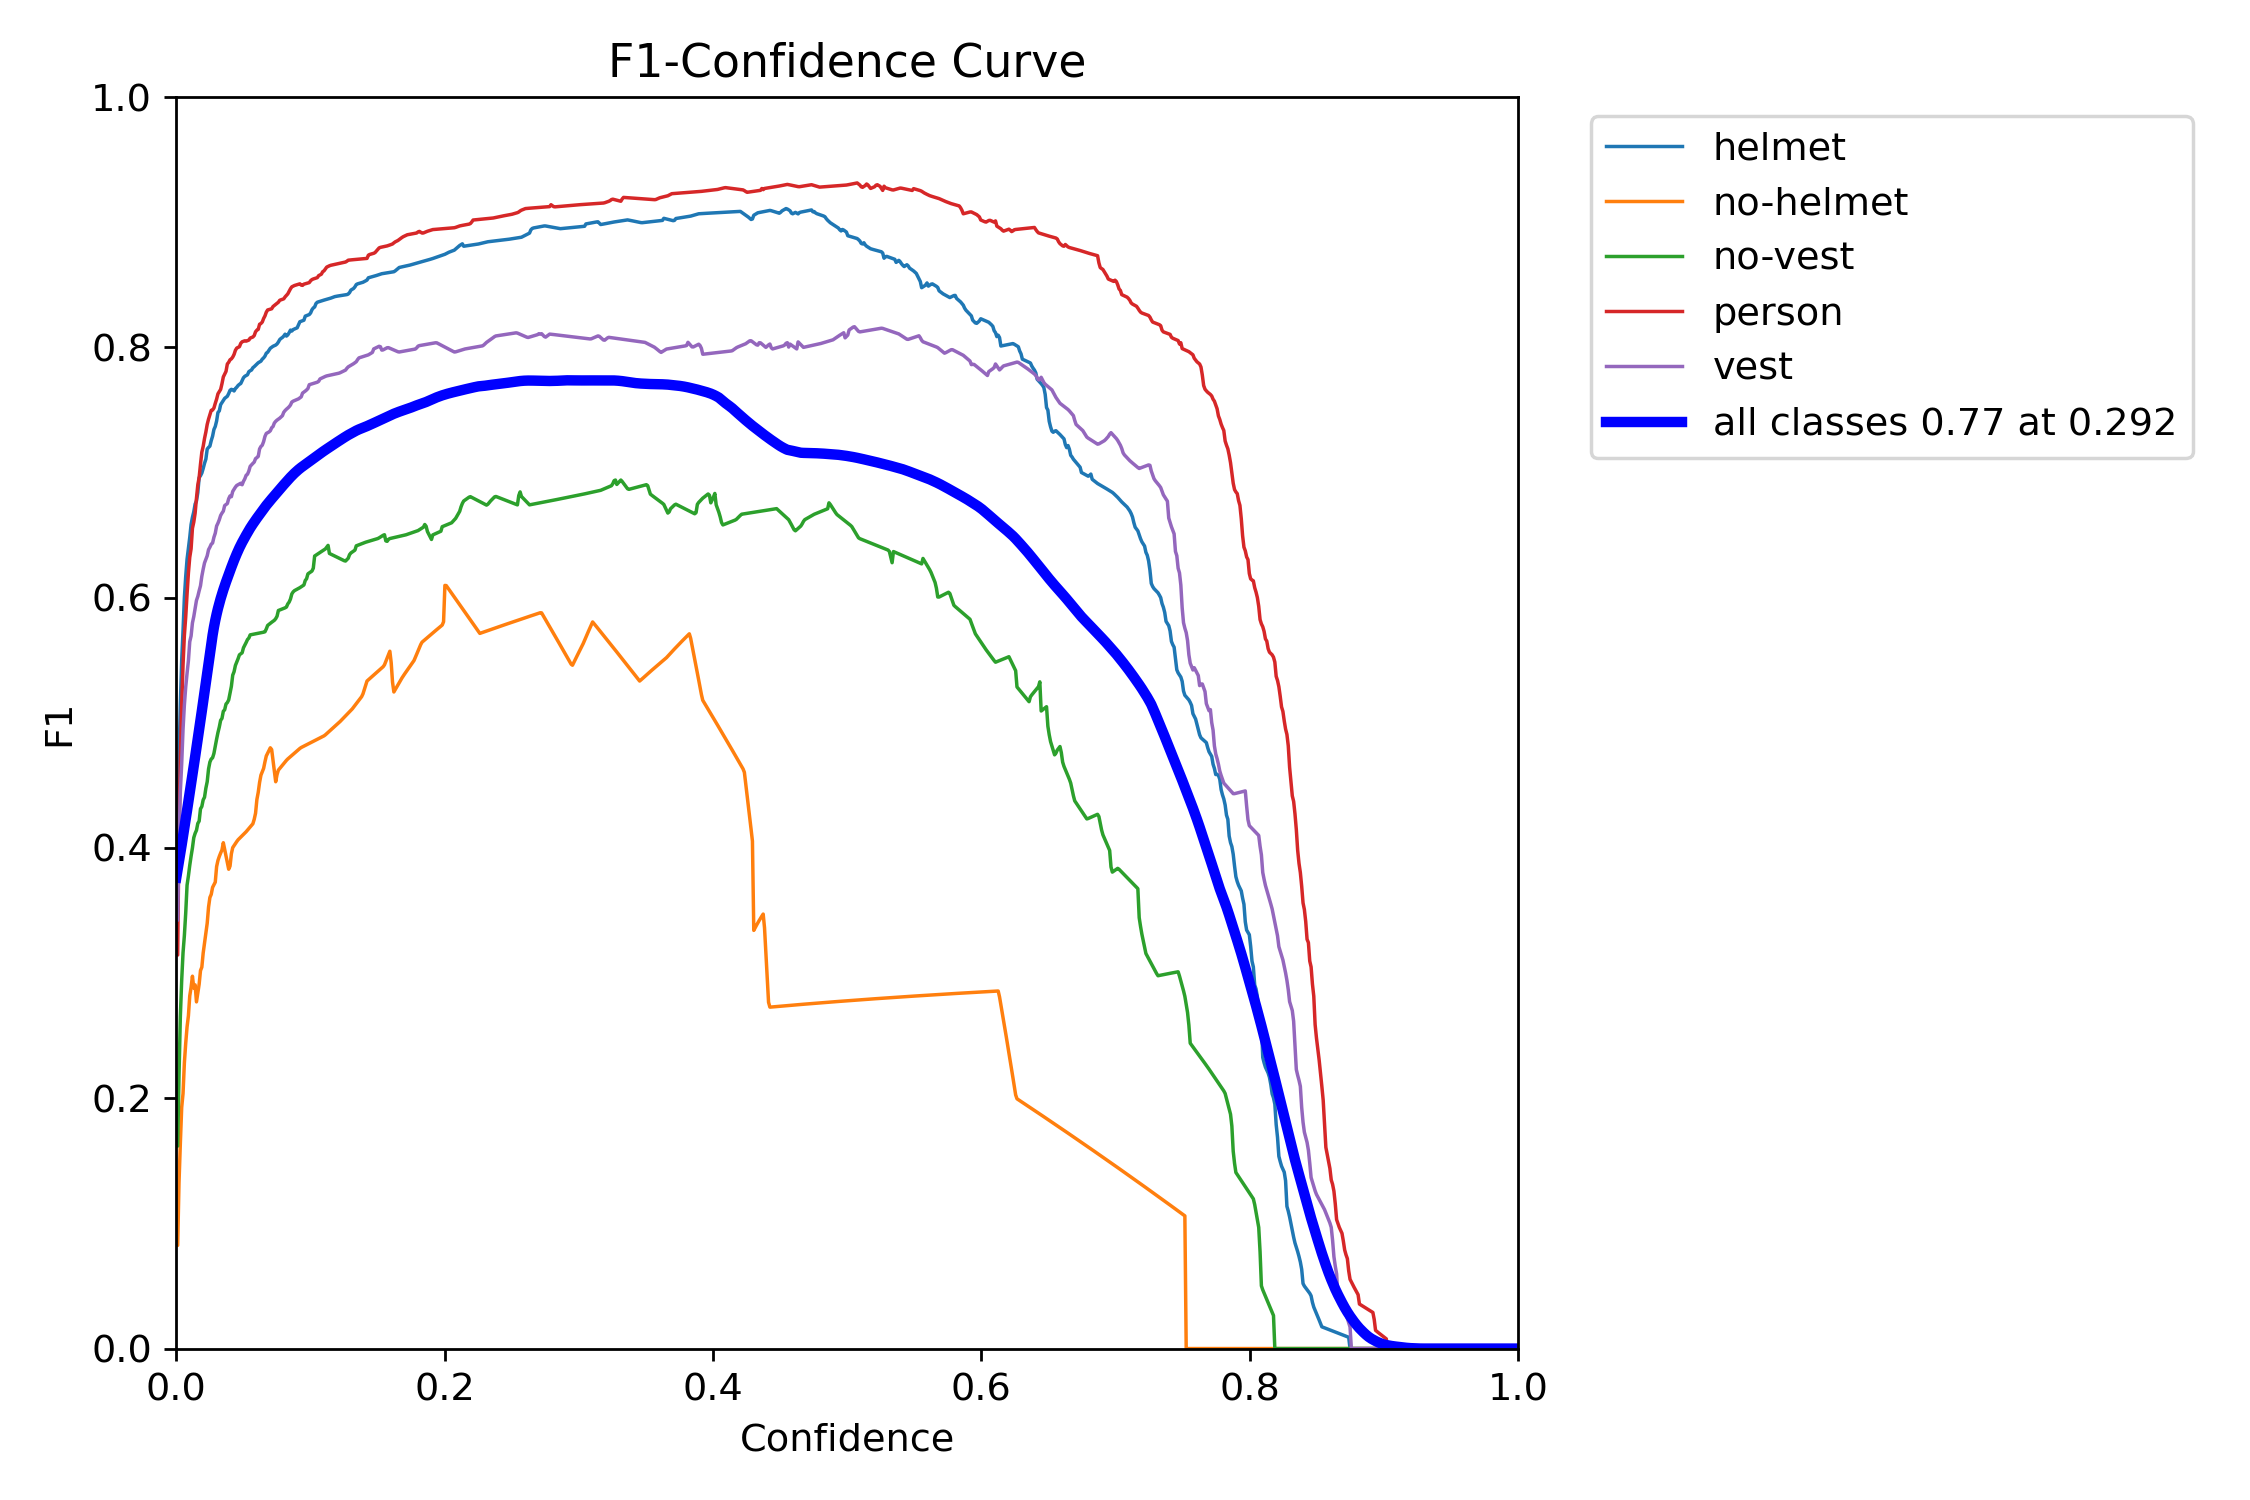 F1-Confidence Curve
1.0
0.8
0.6
0.4
0.2
0.0
F1
0.0 0.2 0.4 0.6 0.8 1.0
Confidence
helmet
no-helmet
no-vest
person
vest
all classes 0.77 at 0.292